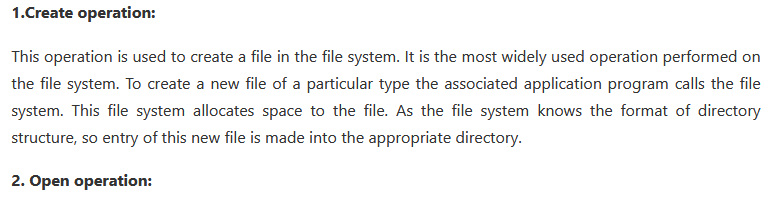 1.Create operation:
This operation is used to create a file in the file system. It is the most widely used operation performed on
the file system. To create a new file of a particular type the associated application program calls the file
system. This file system allocates space to the file. As the file system knows the format of directory
structure, so entry of this new file is made into the appropriate directory.
2. Open operation: